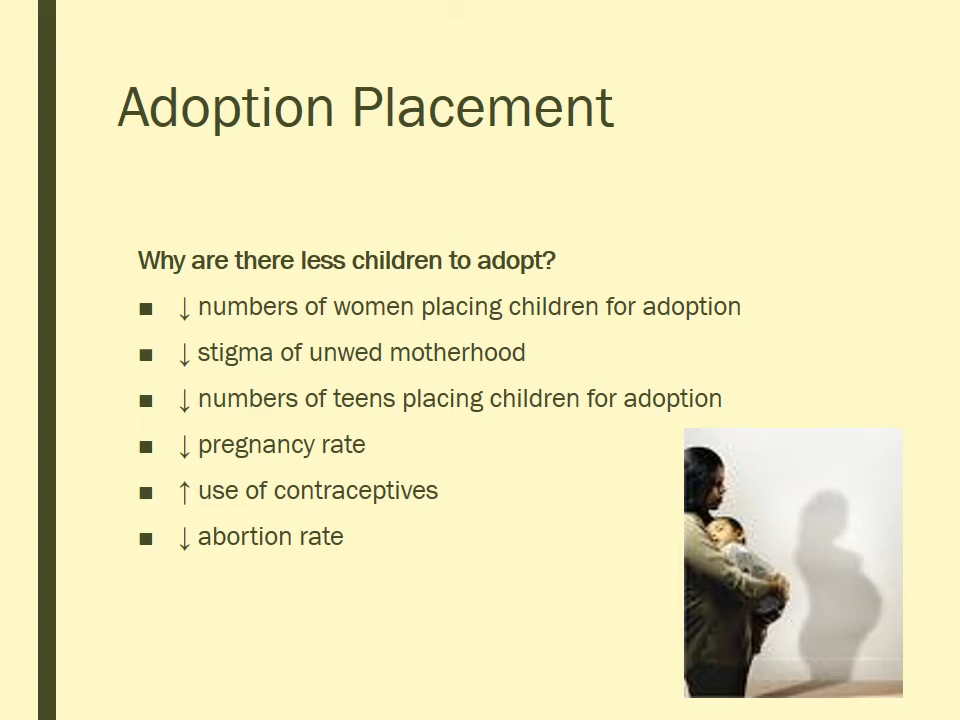 Adoption Placement
Why are there less children to adopt?
■ ↓ numbers of women placing children for adoption
■ ↓ stigma of unwed motherhood
■ ↓ numbers of teens placing children for adoption
■ ↓ pregnancy rate
■ ↑ use of contraceptives
■ ↓ abortion rate